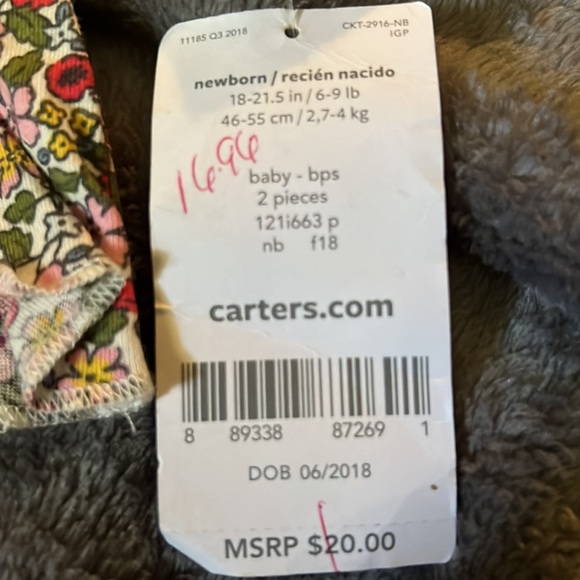 11185 Q3 2018
CKT-2916-NB
IGP
newborn / recién nacido
18-21.5 in / 6-9 lb
46-55 cm / 2,7-4 kg
16.96
baby - bps
2 pieces
121i663 p
nb f18
carters.com
8 89338 87269 1
DOB 06/2018
MSRP $20.00